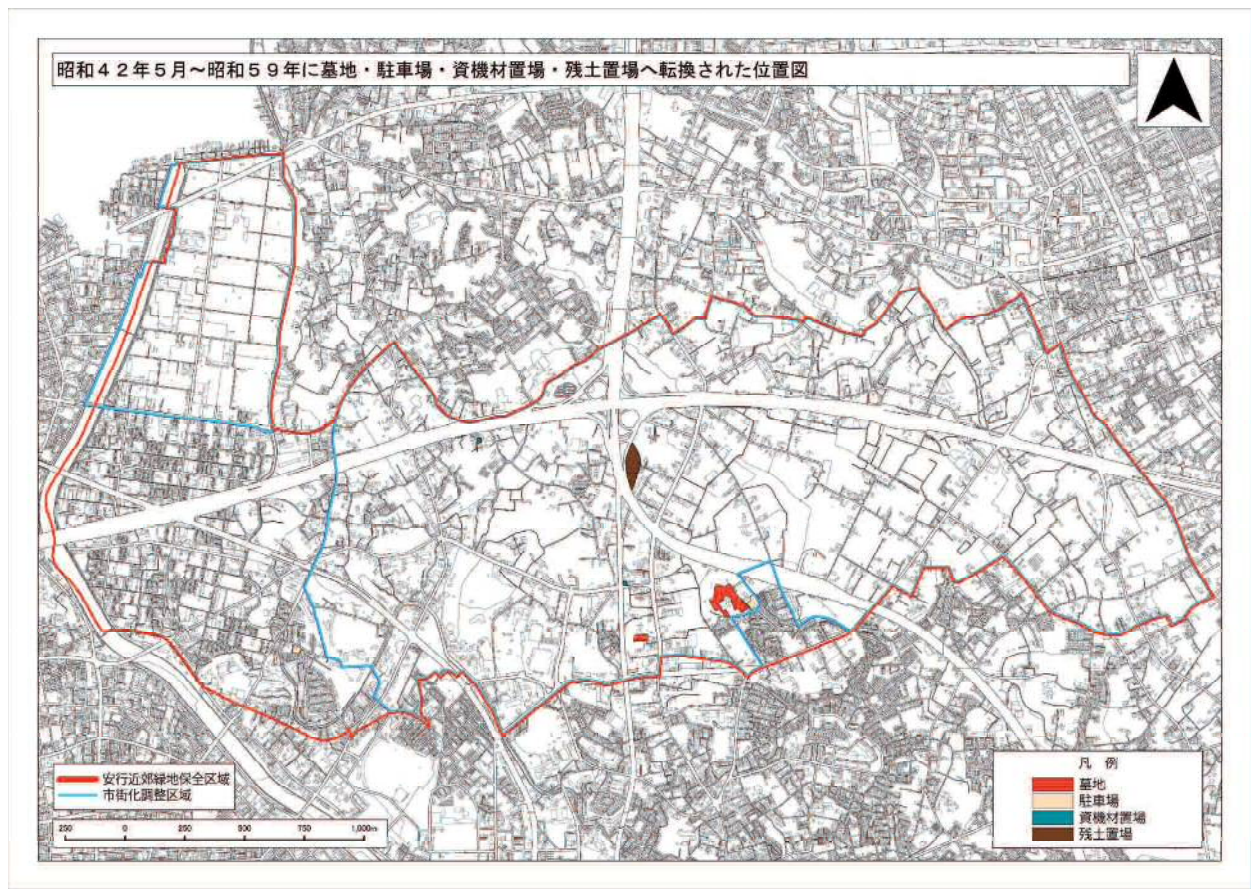 昭和４２年５月～昭和５９年に墓地・駐車場・資機材置場・残土置場へ転換された位置図
安行近郊緑地保全区域
市街化調整区域
250 0 250 500 750 1,000m
凡 例
墓地
駐車場
資機材置場
残土置場